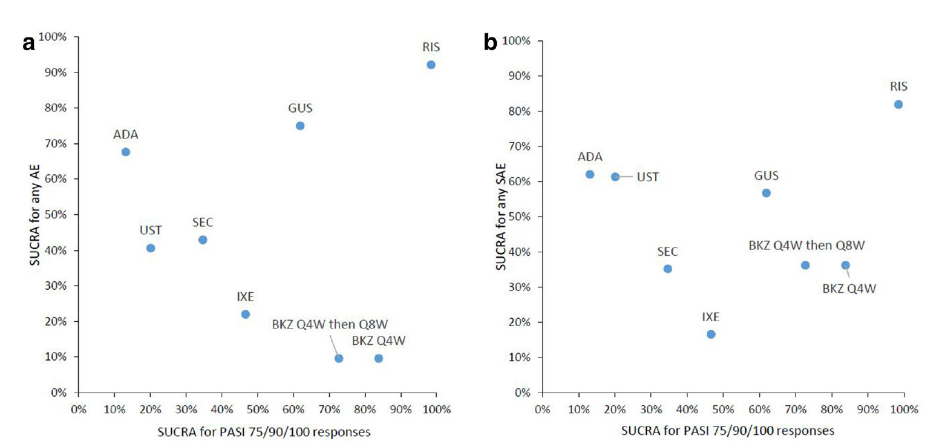 a
100%
90%
80%
70%
60%
50%
40%
30%
20%
10%
0%
SUCRA for any AE
RIS
GUS
ADA
SEC
UST
IXE
BKZ Q4W then Q8W
BKZ Q4W
0% 10% 20% 30% 40% 50% 60% 70% 80% 90% 100%
SUCRA for PASI 75/90/100 responses
b
100%
90%
80%
70%
60%
50%
40%
30%
20%
10%
0%
SUCRA for any SAE
RIS
ADA
UST
GUS
BKZ Q4W then Q8W
SEC
BKZ Q4W
IXE
0% 10% 20% 30% 40% 50% 60% 70% 80% 90% 100%
SUCRA for PASI 75/90/100 responses